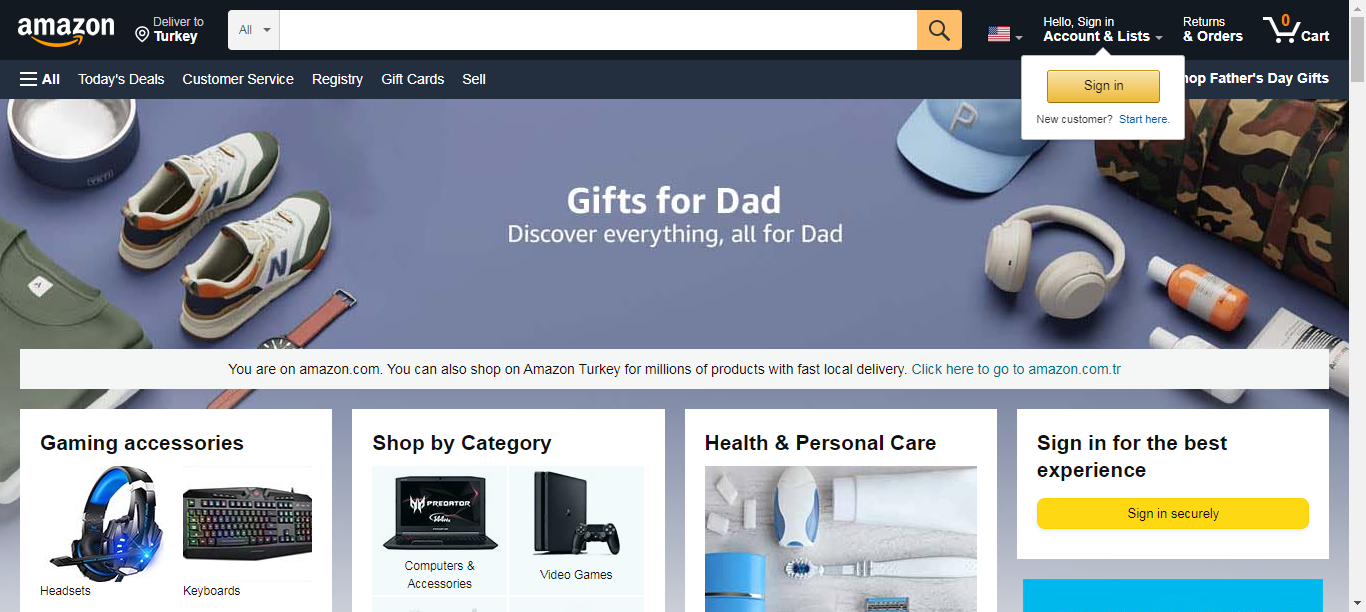 amazon
Deliver to
Turkey
All
Hello, Sign in
Account & Lists
Returns
& Orders
0
Cart
All
Today's Deals
Customer Service
Registry
Gift Cards
Sell
hop Father's Day Gifts
Sign in
New customer? Start here.
YETI
P
N
N
A
Gifts for Dad
Discover everything, all for Dad
You are on amazon.com. You can also shop on Amazon Turkey for millions of products with fast local delivery. Click here to go to amazon.com.tr
Gaming accessories
Headsets
Keyboards
Shop by Category
PREDATOR
Computers &
Accessories
Video Games
Health & Personal Care
Sign in for the best
experience
Sign in securely